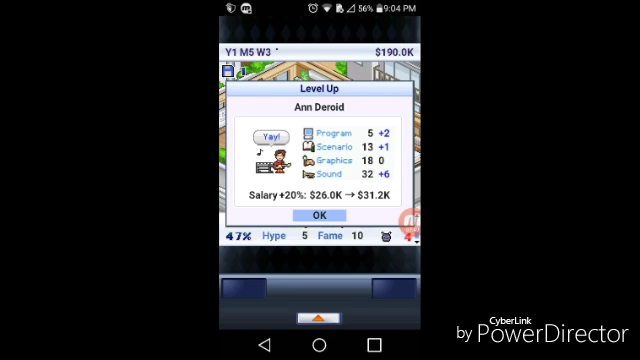 56% 9:04 PM
Y1 M5 W3 $190.0K
Level Up
Ann Deroid
Yay!
Program 5 +2
Scenario 13 +1
Graphics 18 0
Sound 32 +6
Salary +20%: $26.0K → $31.2K
OK
47% Hype 5 Fame 10 4
CyberLink
by PowerDirector